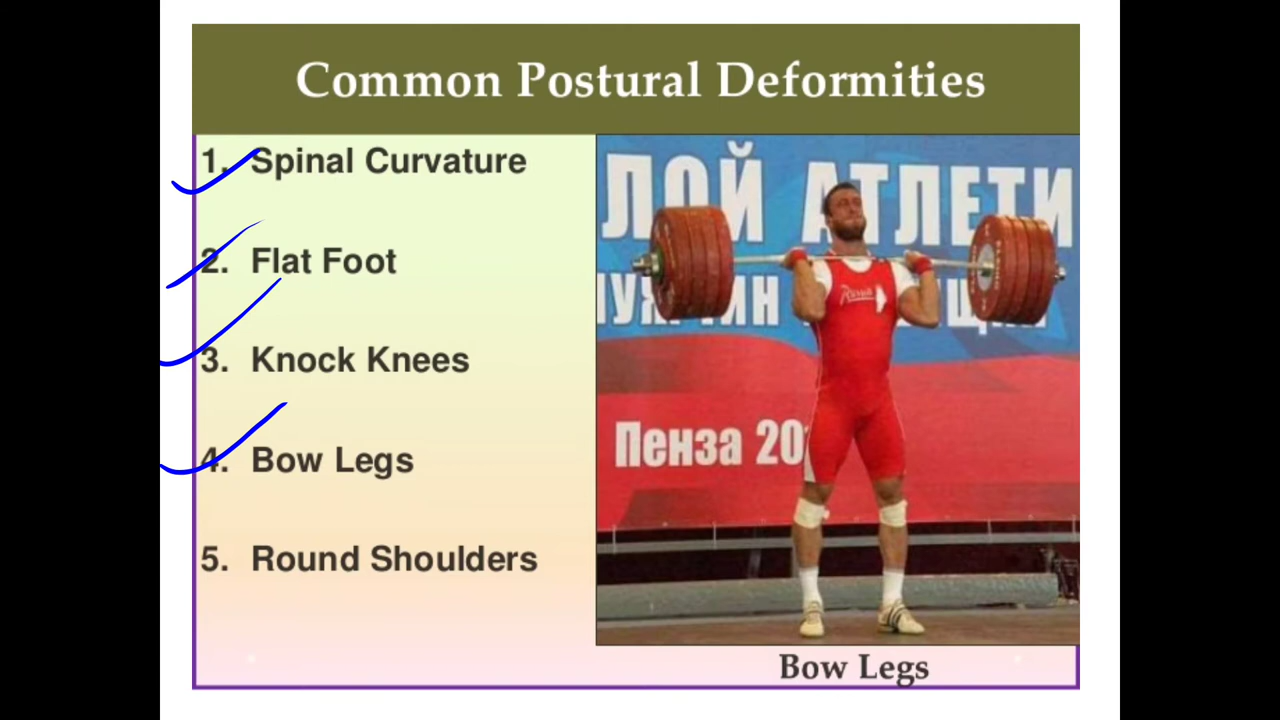 Common Postural Deformities
1. Spinal Curvature
2. Flat Foot
3. Knock Knees
4. Bow Legs
5. Round Shoulders
ЛОЙ АТЛЕТИ
Пенза 20
Bow Legs